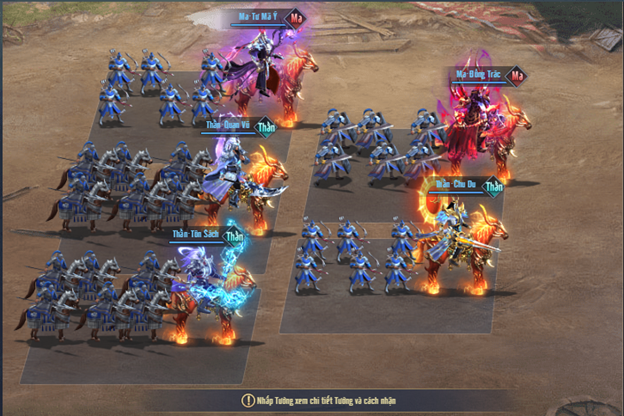 Ma Tư Mã Ý
Ma
Ma Đổng Trác
Ma
Thần Quan Vũ
Thần
Thần Chu Du
Thần
Thần Tôn Sách
Thần
Nhấp Tướng xem chi tiết Tướng và cách nhận